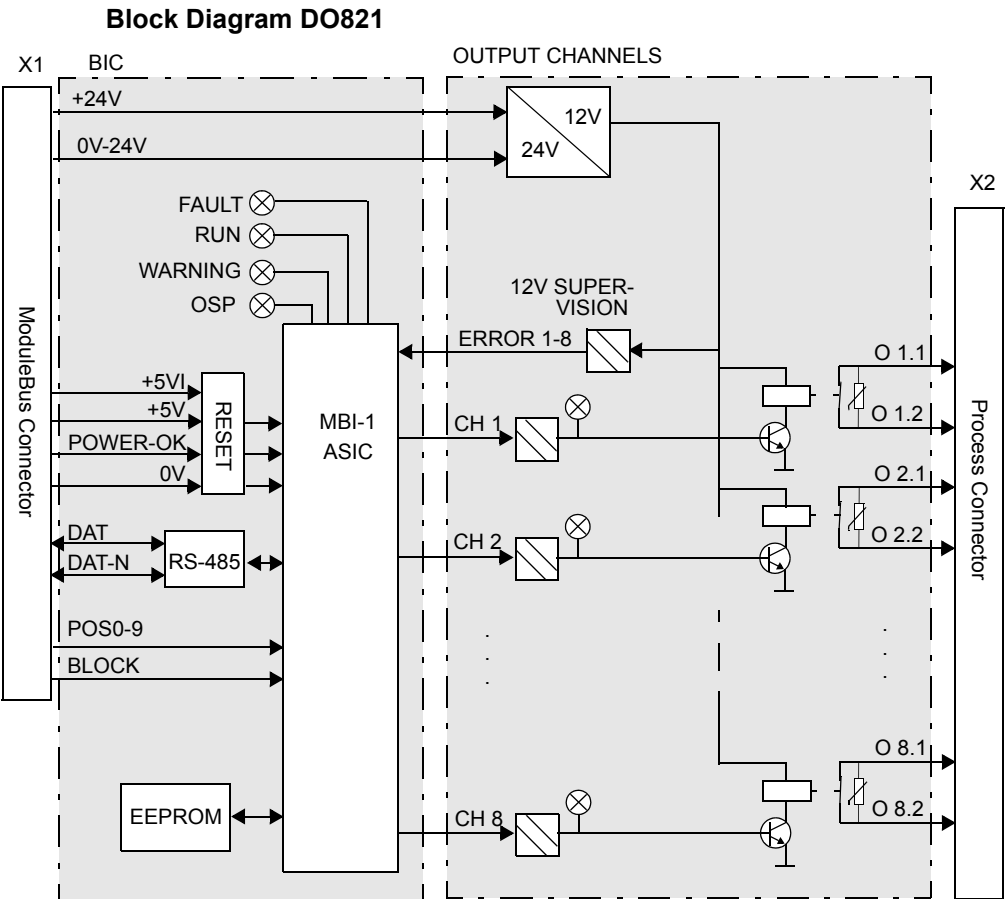 Block Diagram DO821
X1
BIC
OUTPUT CHANNELS
+24V
12V
0V-24V
24V
X2
FAULT
RUN
WARNING
OSP
12V SUPER-
VISION
ERROR 1-8
ModuleBus Connector
+5VI
+5V
POWER-OK
0V
RESET
MBI-1
ASIC
CH 1
O 1.1
O 1.2
Process Connector
DAT
DAT-N
RS-485
CH 2
O 2.1
O 2.2
POS0-9
BLOCK
EEPROM
CH 8
O 8.1
O 8.2